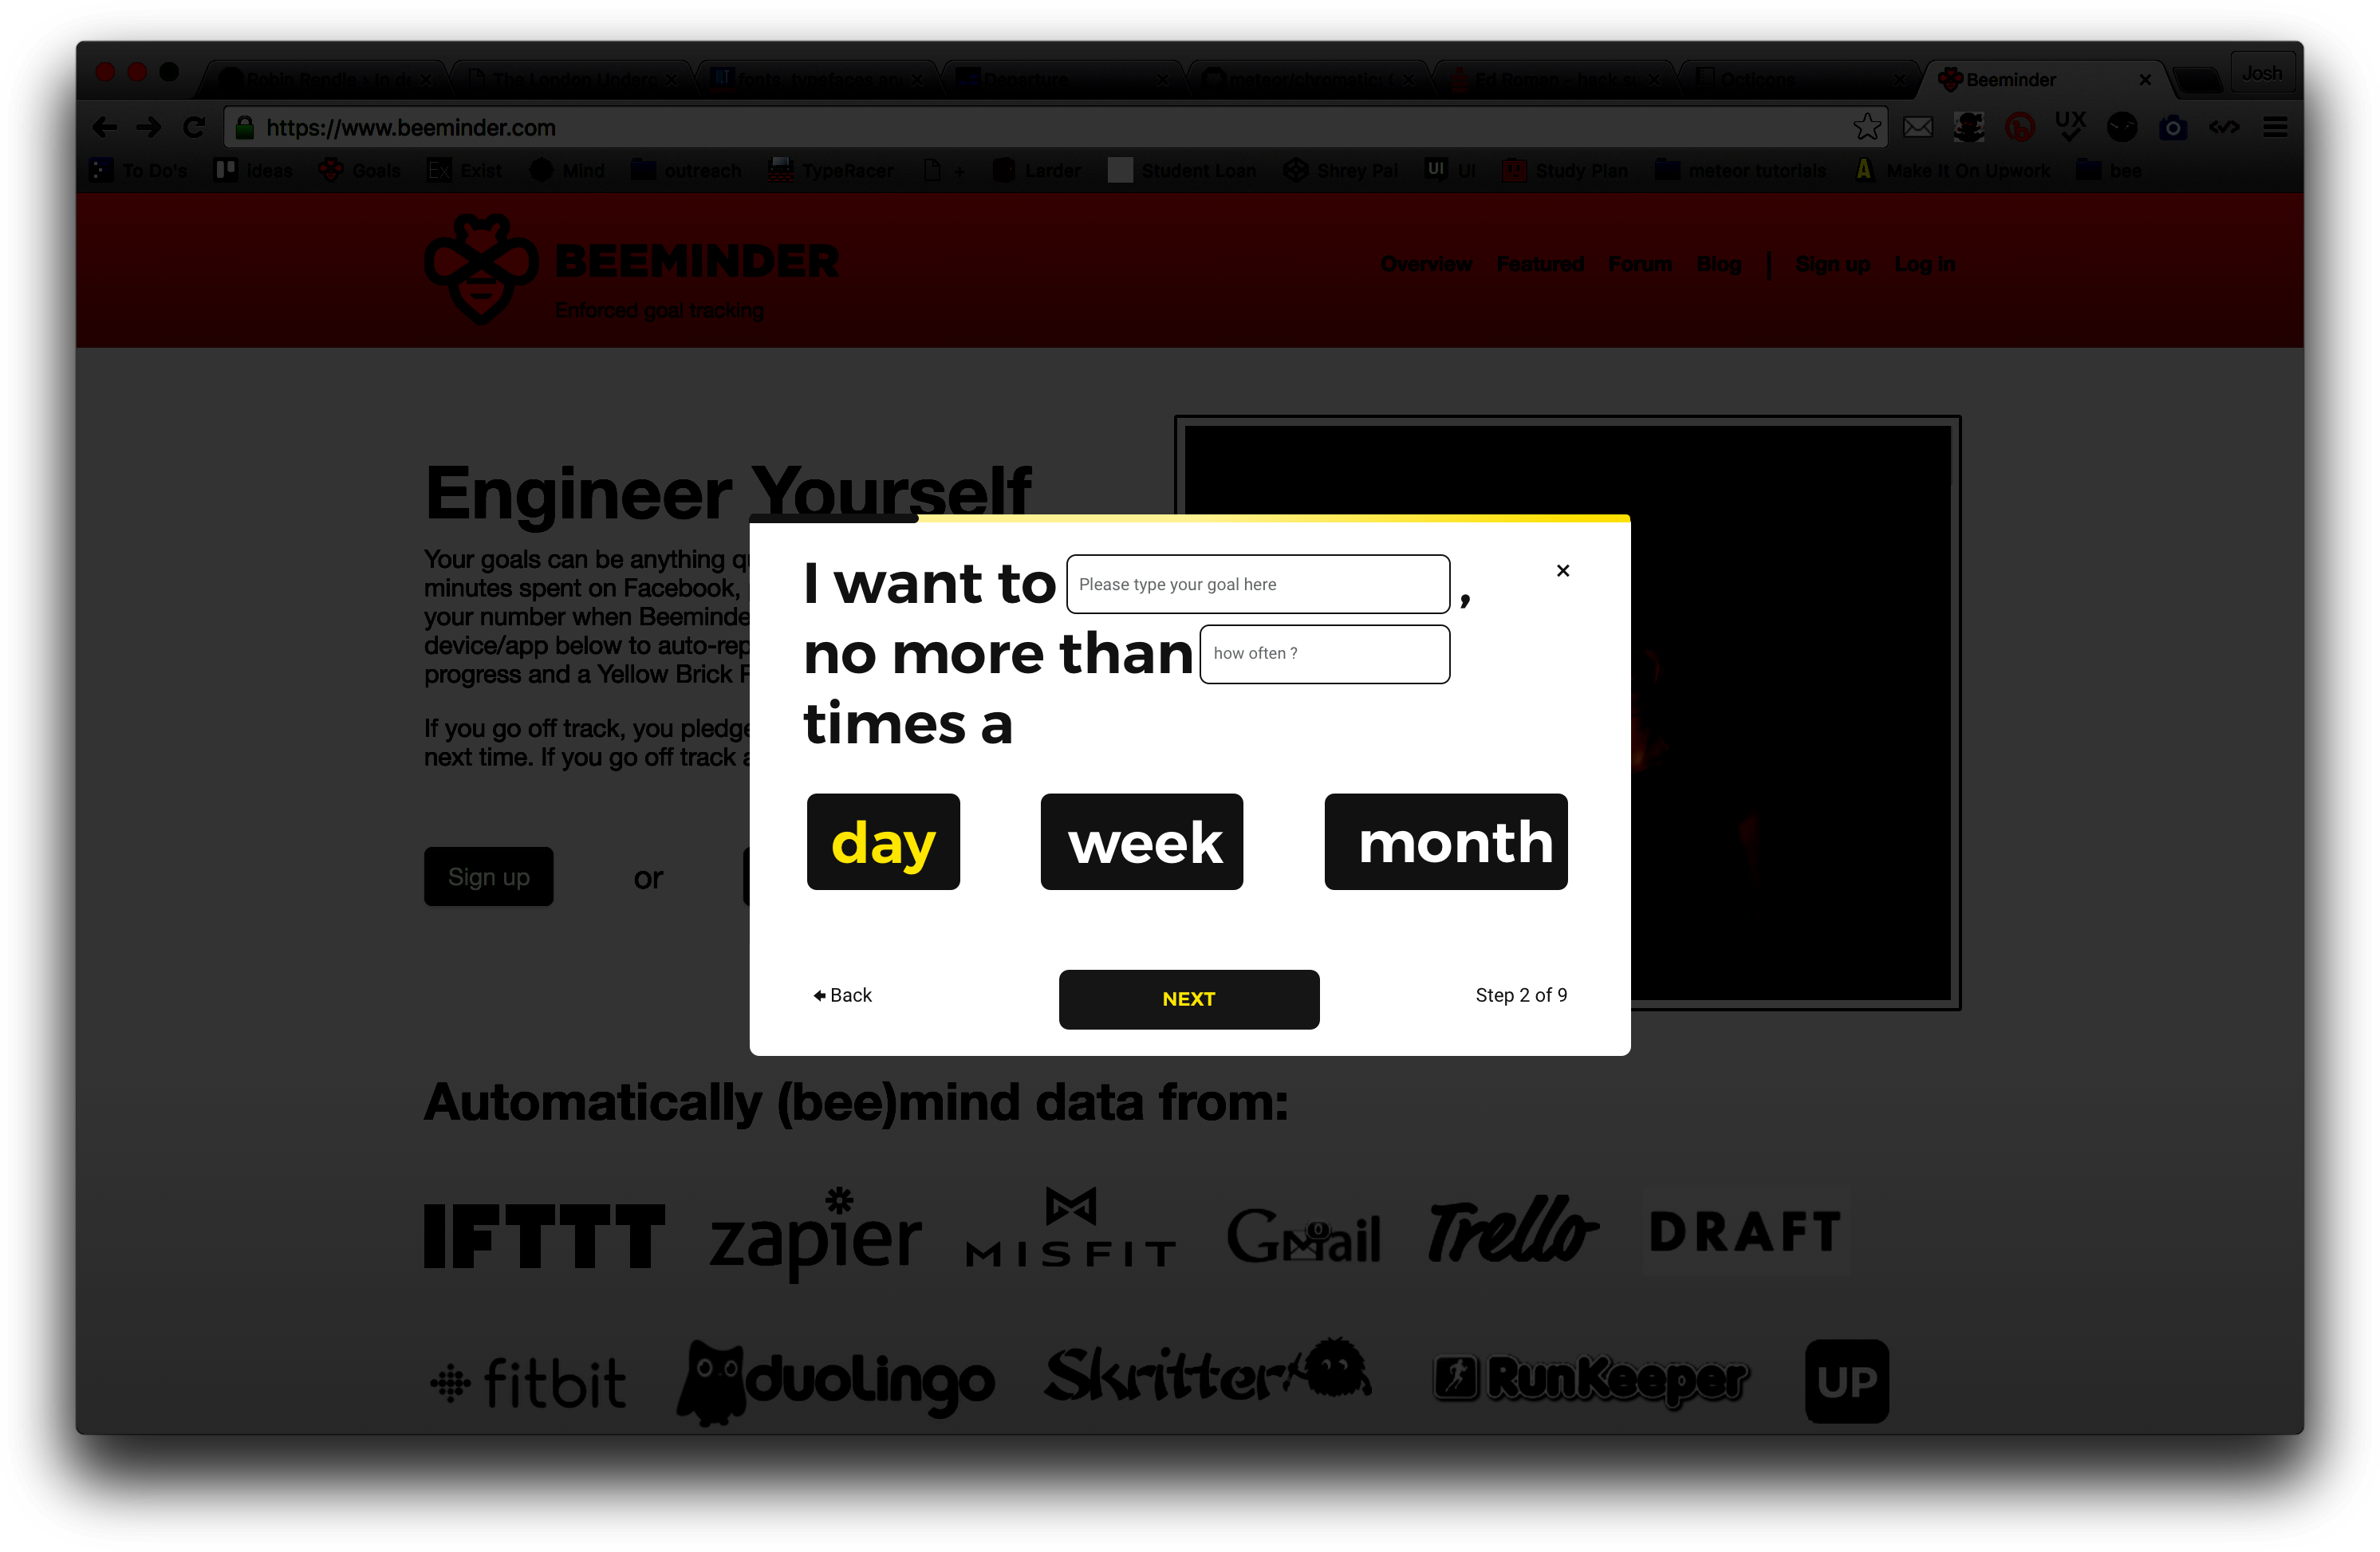 Robin Rendle › In de
The London Undergr
fonts, typefaces an
Departure
meteor/chromatic: C
Ed Roman – hack su
Octicons
Beeminder
Josh
https://www.beeminder.com
UX
To Do's
ideas
Goals
Exist
Mind
outreach
TypeRacer
+
Larder
Student Loan
Shrey Pai
UI
Study Plan
meteor tutorials
Make It On Upwork
bee
BEEMINDER
Enforced goal tracking
Overview
Featured
Forum
Blog
Sign up
Log in
Engineer Yourself
Your goals can be anything
minutes spent on Facebook,
your number when Beeminde
device/app below to auto-rep
progress and a Yellow Brick
If you go off track, you pledge
next time. If you go off track
Sign up
or
I want to Please type your goal here ,
no more than how often ?
times a
day
week
month
Back
NEXT
Step 2 of 9
Automatically (bee)mind data from:
IFTTT
zapier
MISFIT
Gmail
Trello
DRAFT
fitbit
duolingo
Skritter
RunKeeper
UP